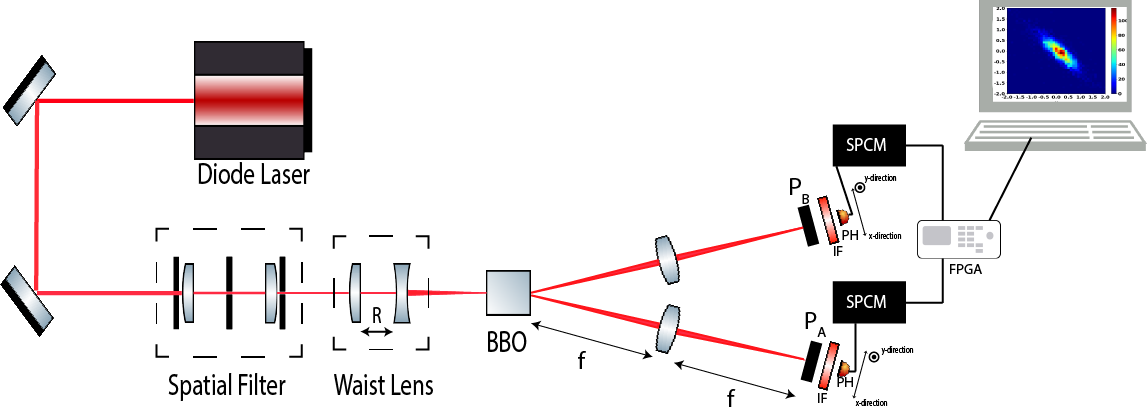 2.0
1.5
1.0
0.5
0.0
-0.5
-1.0
-1.5
-2.0
-2.0 -1.5 -1.0 -0.5 0.0 0.5 1.0 1.5 2.0
80
60
40
20
0
Diode Laser
SPCM
y-direction
P
B
PH
x-direction
IF
FPGA
R
BBO
SPCM
f
P
A
y-direction
PH
IF
x-direction
f
Spatial Filter
Waist Lens